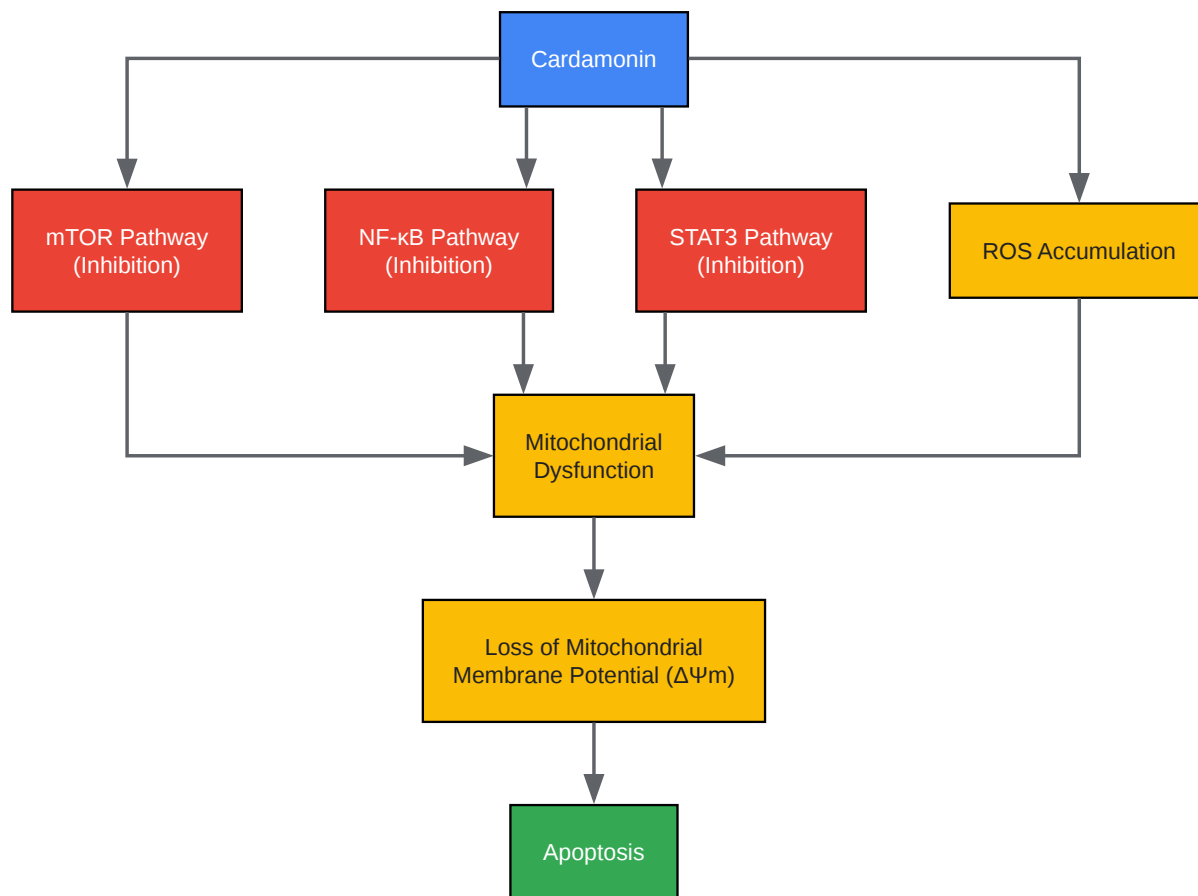 Cardamonin
mTOR Pathway
(Inhibition)
NF-κB Pathway
(Inhibition)
STAT3 Pathway
(Inhibition)
ROS Accumulation
Mitochondrial
Dysfunction
Loss of Mitochondrial
Membrane Potential (ΔΨm)
Apoptosis